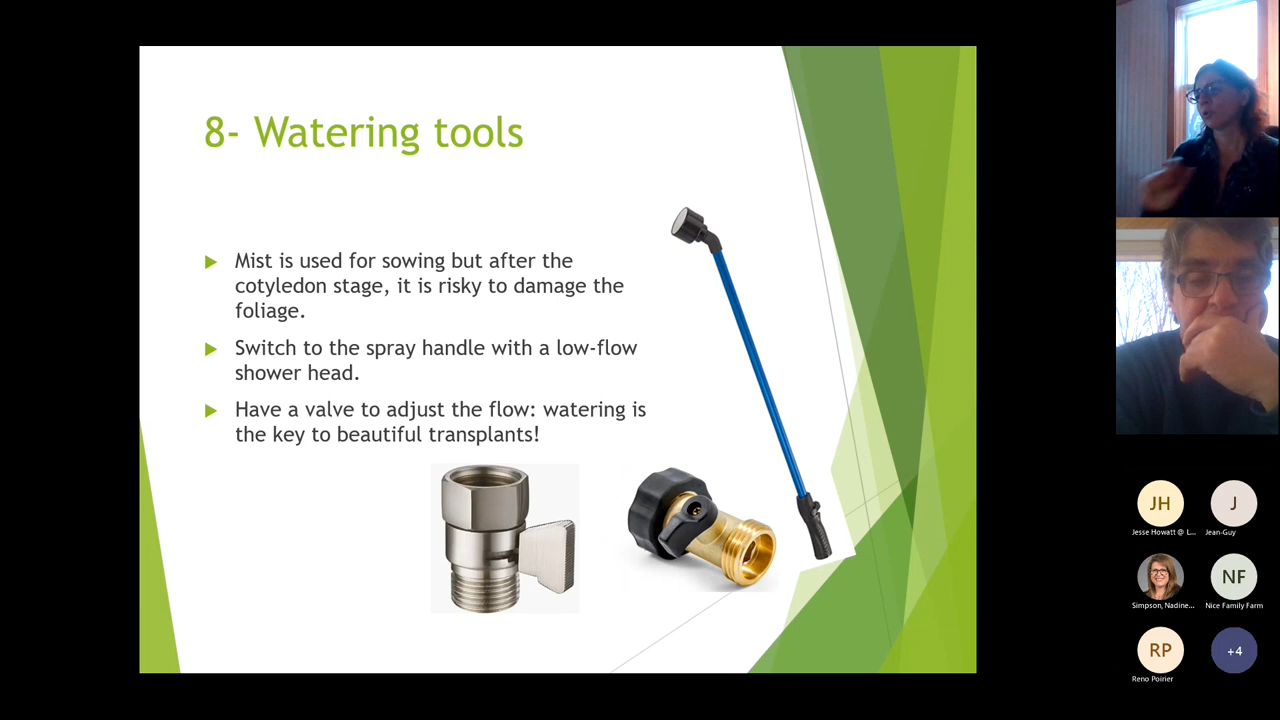 8- Watering tools
Mist is used for sowing but after the
cotyledon stage, it is risky to damage the
foliage.
Switch to the spray handle with a low-flow
shower head.
Have a valve to adjust the flow: watering is
the key to beautiful transplants!
JH
J
Jesse Howatt @ L...
Jean-Guy
NF
Simpson, Nadine...
Nice Family Farm
RP
+4
Reno Poirier